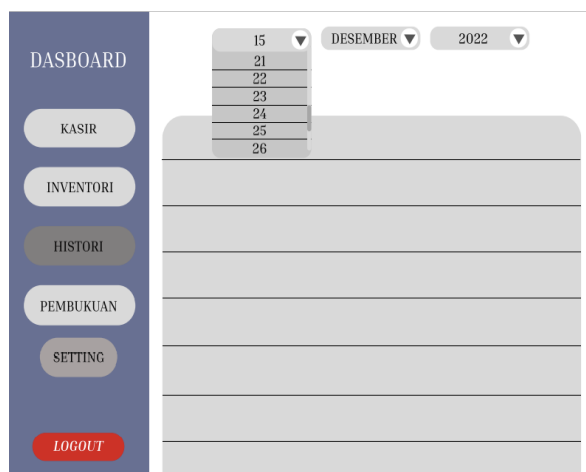 DASBOARD
KASIR
INVENTORI
HISTORI
PEMBUKUAN
SETTING
LOGOUT
15 DESEMBER 2022
21
22
23
24
25
26